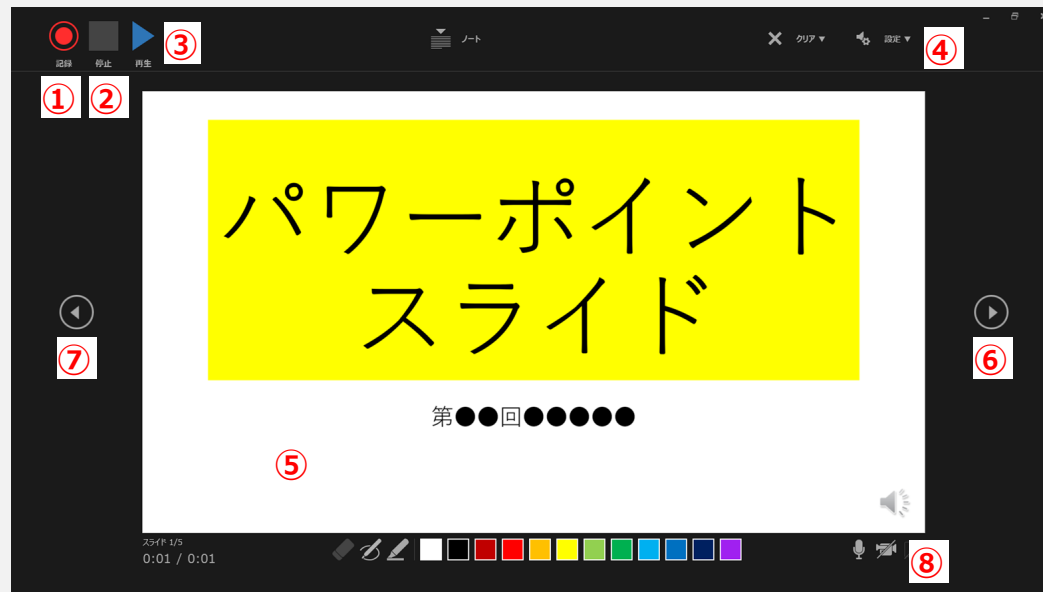 ③
ノート
クリア▼
設定▼
④
記録 停止 再生
① ②
パワーポイント
スライド
⑦
⑥
第●●回●●●●●
⑤
スライド 1/5
0:01 / 0:01
⑧